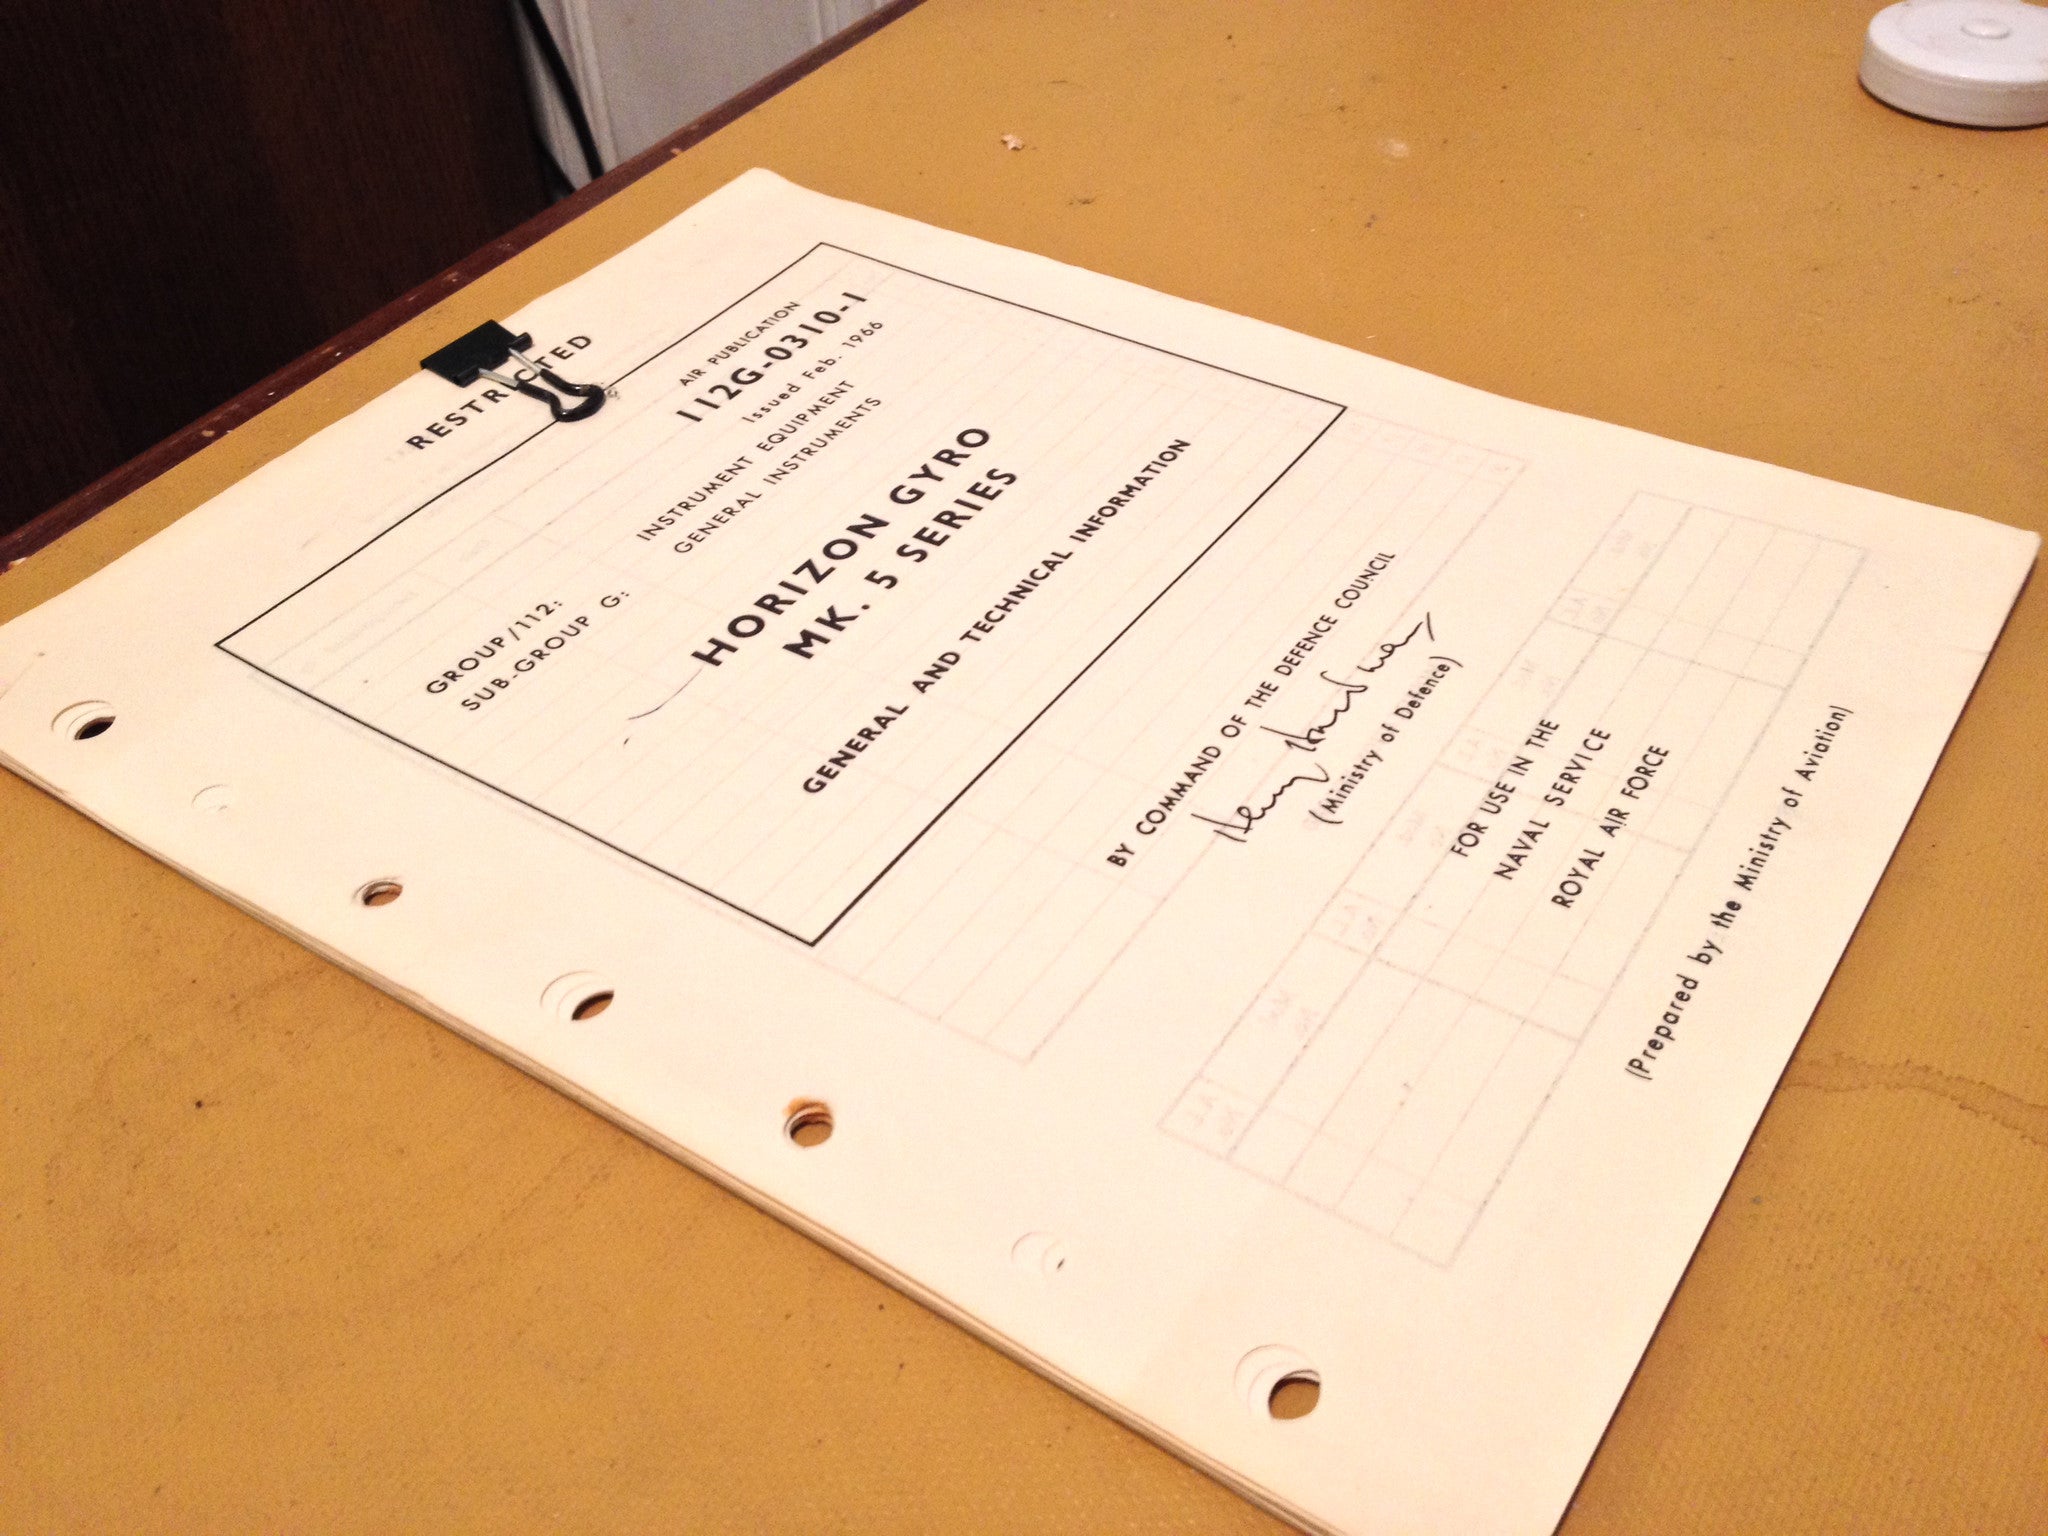 RESTRICTED
AIR PUBLICATION
112G-0310-1
Issued Feb. 1966
GROUP/112: INSTRUMENT EQUIPMENT
SUB-GROUP G: GENERAL INSTRUMENTS
HORIZON GYRO
MK. 5 SERIES
GENERAL AND TECHNICAL INFORMATION
BY COMMAND OF THE DEFENCE COUNCIL
(Ministry of Defence)
FOR USE IN THE
NAVAL SERVICE
ROYAL AIR FORCE
(Prepared by the Ministry of Aviation)